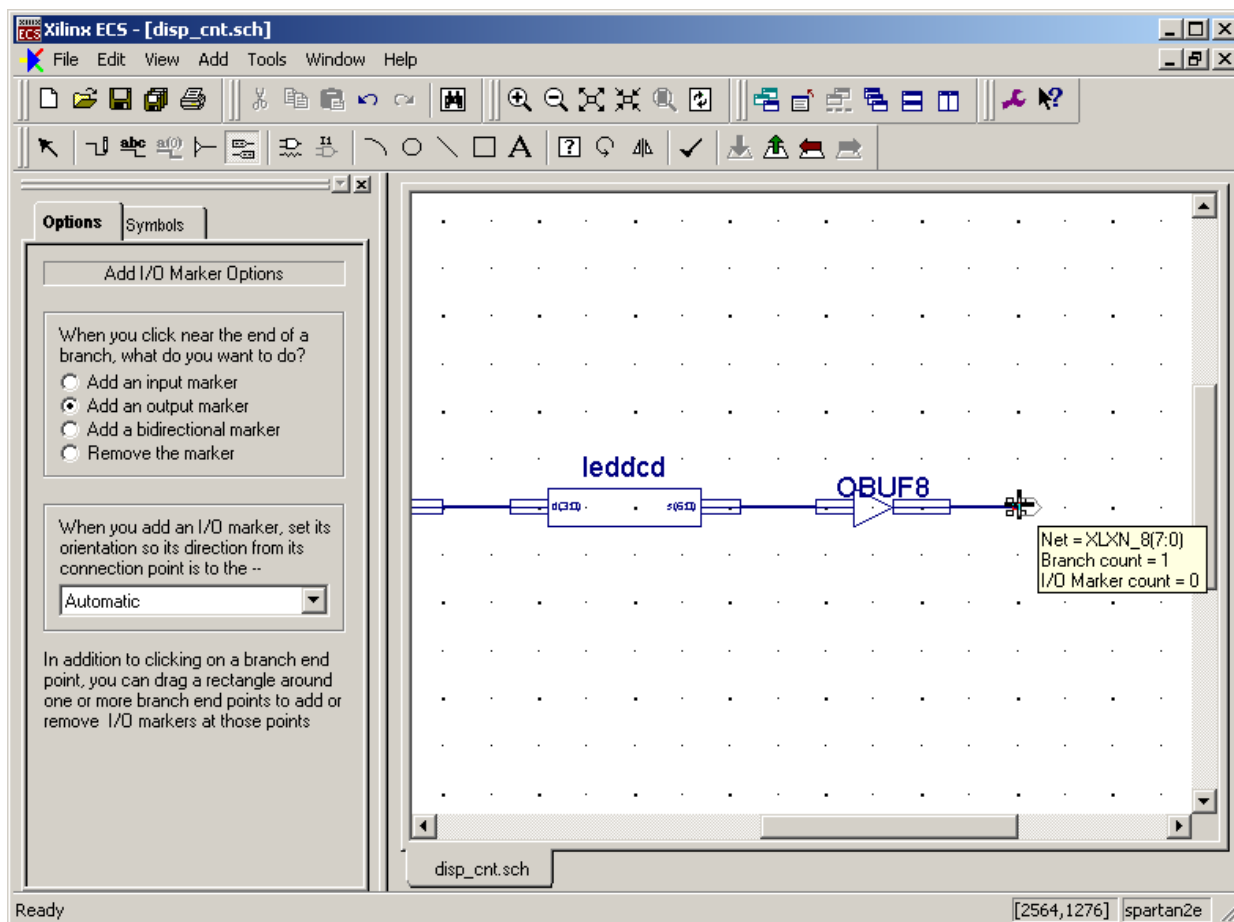 Xilinx ECS - [disp_cnt.sch]
File Edit View Add Tools Window Help
Options
Symbols
Add I/O Marker Options
When you click near the end of a
branch, what do you want to do?
Add an input marker
Add an output marker
Add a bidirectional marker
Remove the marker
When you add an I/O marker, set its
orientation so its direction from its
connection point is to the --
Automatic
In addition to clicking on a branch end
point, you can drag a rectangle around
one or more branch end points to add or
remove I/O markers at those points
leddcd
d(3:0)
s(6:0)
OBUF8
Net = XLXN_8(7:0)
Branch count = 1
I/O Marker count = 0
disp_cnt.sch
Ready
[2564,1276]
spartan2e